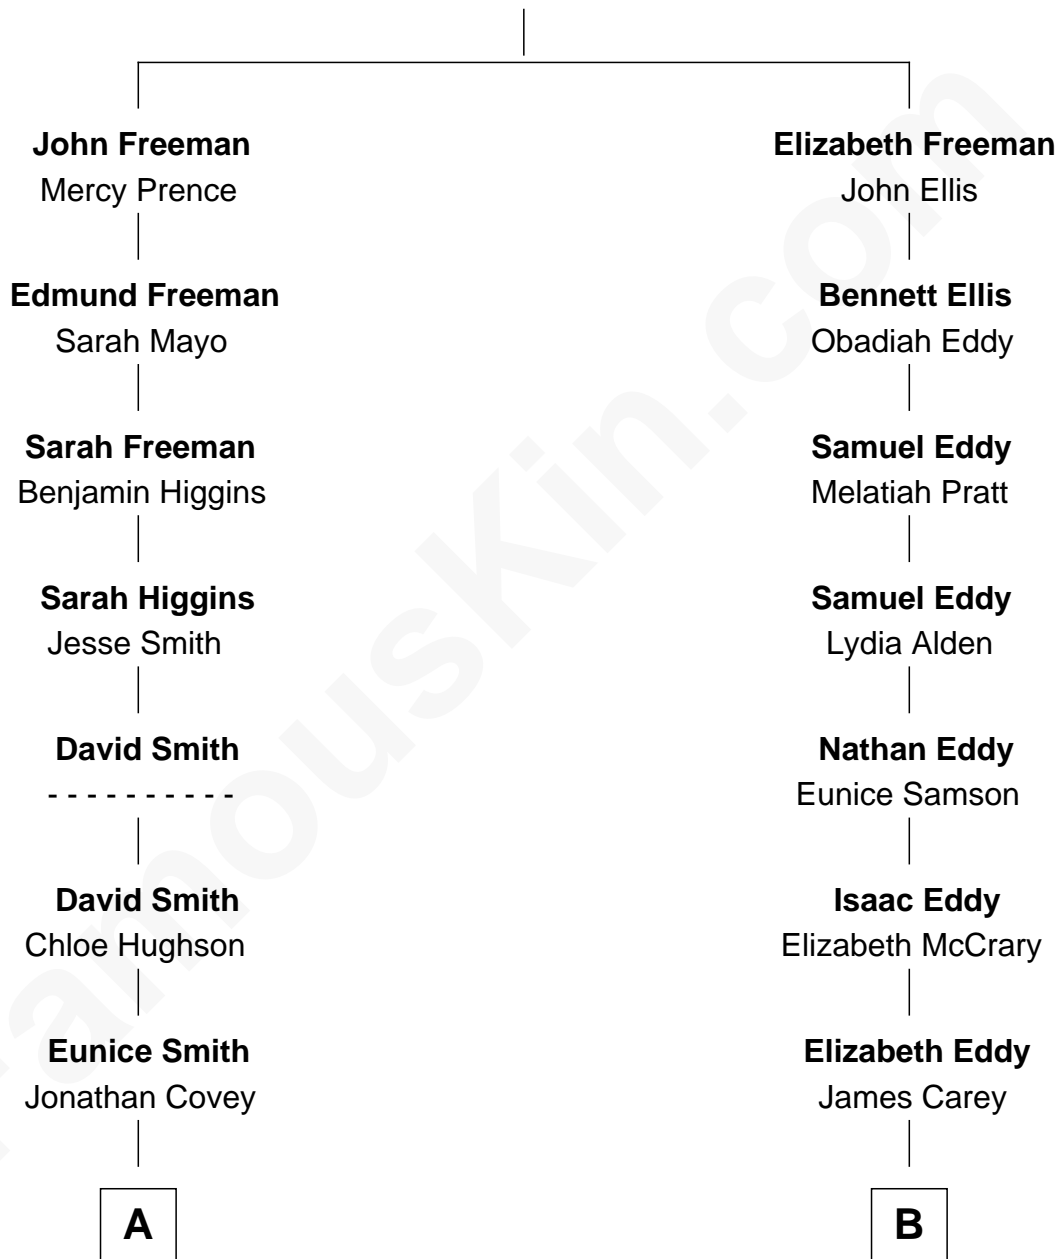 John Freeman
Mercy Prence
Edmund Freeman
Sarah Mayo
Sarah Freeman
Benjamin Higgins
Sarah Higgins
Jesse Smith
David Smith
- - - - - - - - - -
David Smith
Chloe Hughson
Eunice Smith
Jonathan Covey
A
Elizabeth Freeman
John Ellis
Bennett Ellis
Obadiah Eddy
Samuel Eddy
Melatiah Pratt
Samuel Eddy
Lydia Alden
Nathan Eddy
Eunice Samson
Isaac Eddy
Elizabeth McCrary
Elizabeth Eddy
James Carey
B
FamousKin.com